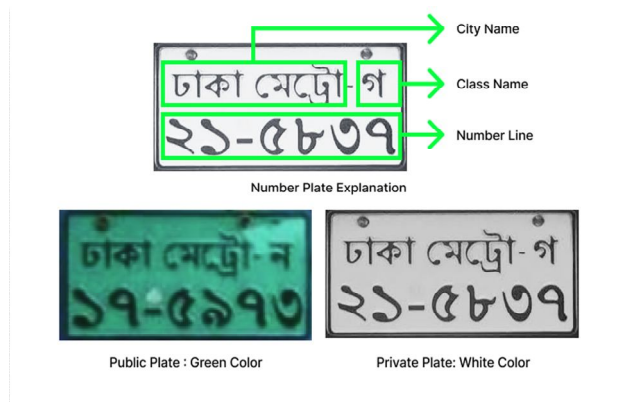 City Name
ঢাকা মেট্রো-গ
Class Name
২১-৫৮৩৭
Number Line
Number Plate Explanation
ঢাকা মেট্রো-ন
১৭-৫৯৭৩
ঢাকা মেট্রো-গ
২১-৫৮৩৭
Public Plate : Green Color
Private Plate: White Color